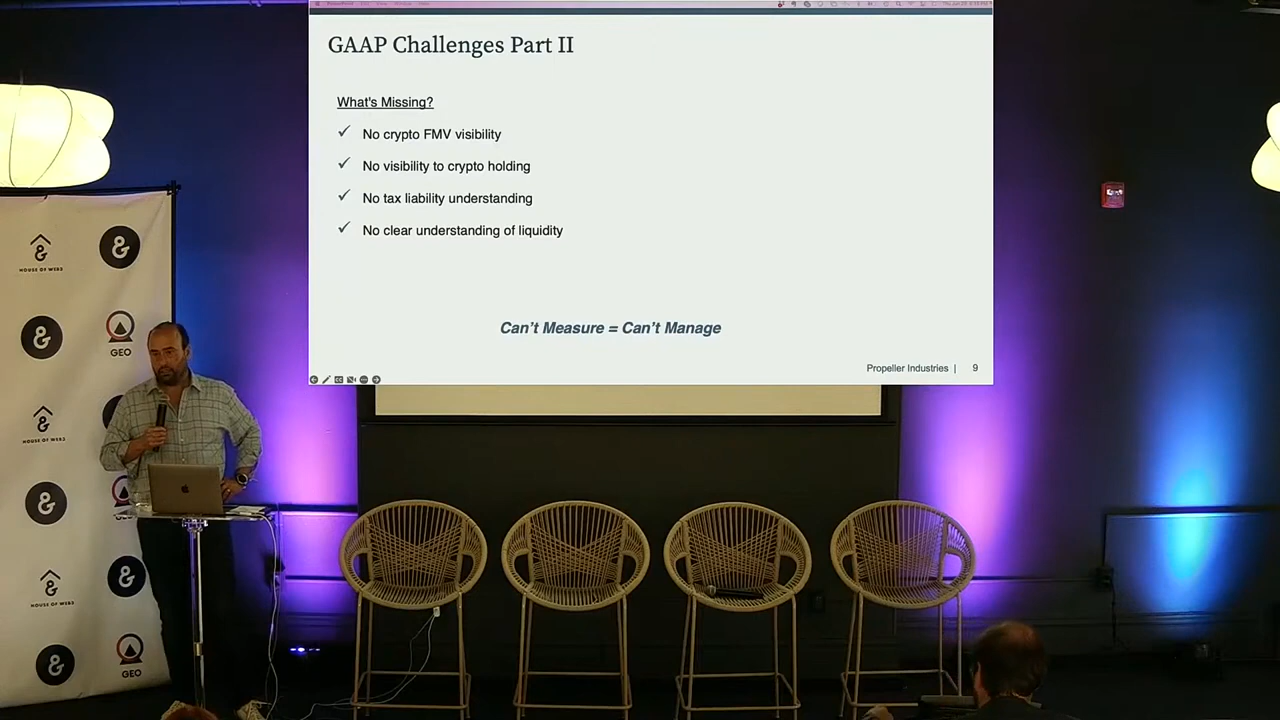 GAAP Challenges Part II
What's Missing?
✓ No crypto FMV visibility
✓ No visibility to crypto holding
✓ No tax liability understanding
✓ No clear understanding of liquidity
Can't Measure = Can't Manage
Propeller Industries | 9
&
HOUSE OF WEB3
&
&
GEO
HOUSE OF WEB3
&
HOUSE OF WEB3
&
&
GEO